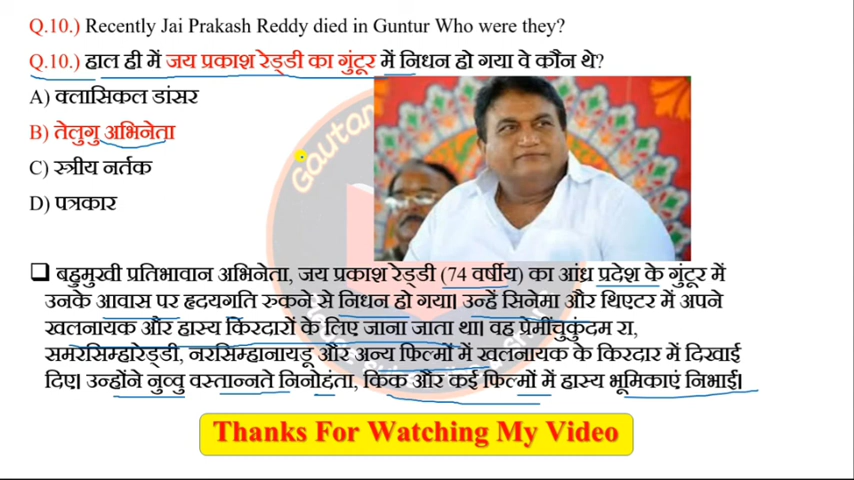 Q.10.) Recently Jai Prakash Reddy died in Guntur Who were they?
Q.10.) हाल ही में जय प्रकाश रेड्डी का गुंटूर में निधन हो गया वे कौन थे?
A) क्लासिकल डांसर
B) तेलुगु अभिनेता
C) स्त्रीय नर्तक
D) पत्रकार
Gautam
बहुमुखी प्रतिभावान अभिनेता, जय प्रकाश रेड्डी (74 वर्षीय) का आंध्र प्रदेश के गुंटूर में
उनके आवास पर हृदयगति रुकने से निधन हो गया। उन्हें सिनेमा और थिएटर में अपने
खलनायक और हास्य किरदारों के लिए जाना जाता था। वह प्रेमींचुकुंदम रा,
समरसिम्हारेड्डी, नरसिम्हानायडू और अन्य फिल्मों में खलनायक के किरदार में दिखाई
दिए। उन्होंने नुव्वु वस्तान्नते निनोहंता, किक और कई फिल्मों में हास्य भूमिकाएं निभाई।
Thanks For Watching My Video